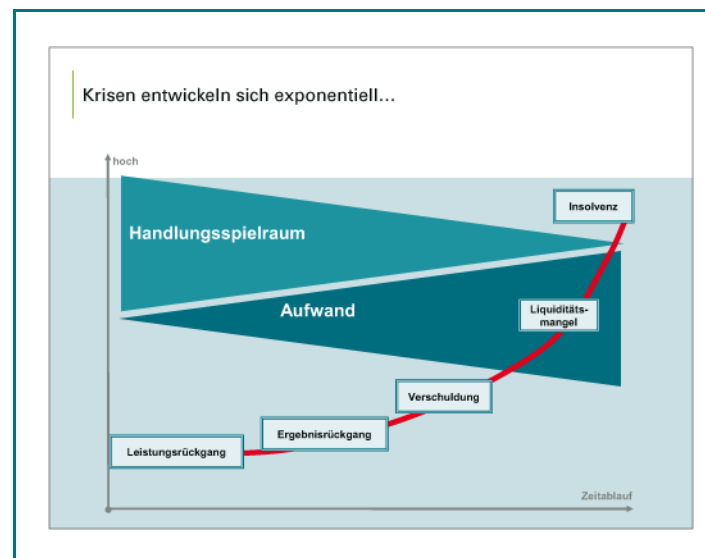 Krisen entwickeln sich exponentiell...
hoch
Insolvenz
Handlungsspielraum
Aufwand
Liquiditäts-
mangel
Verschuldung
Ergebnisrückgang
Leistungsrückgang
Zeitablauf